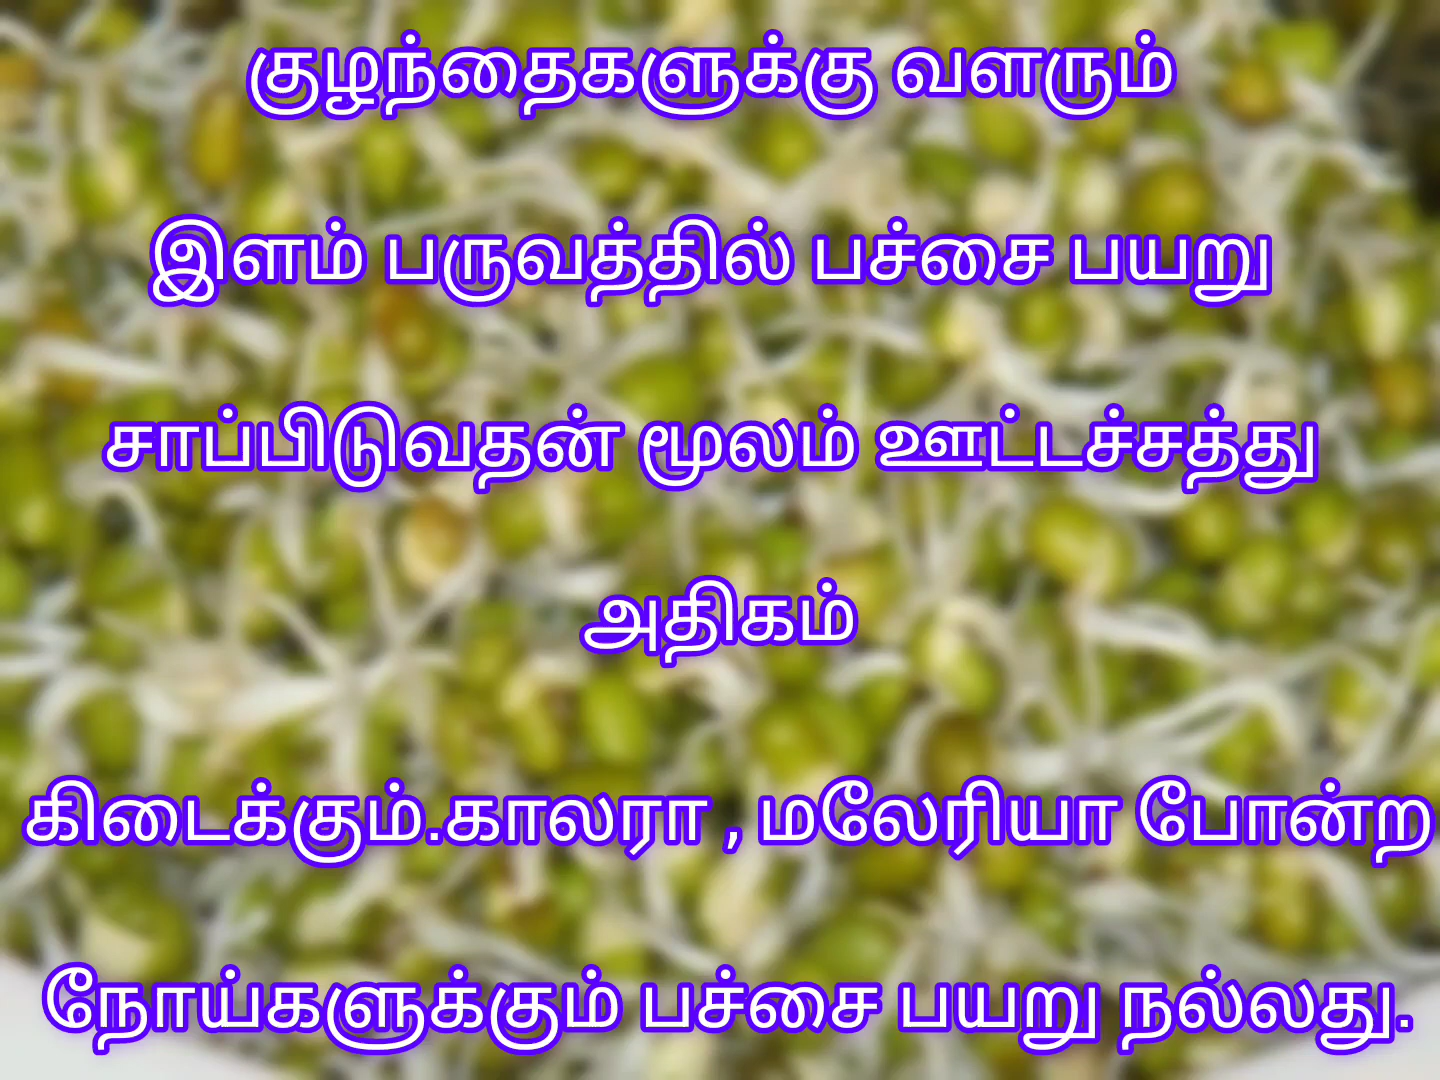 குழந்தைகளுக்கு வளரும்
இளம் பருவத்தில் பச்சை பயறு
சாப்பிடுவதன் மூலம் ஊட்டச்சத்து
அதிகம்
கிடைக்கும்.காலரா , மலேரியா போன்ற
நோய்களுக்கும் பச்சை பயறு நல்லது.